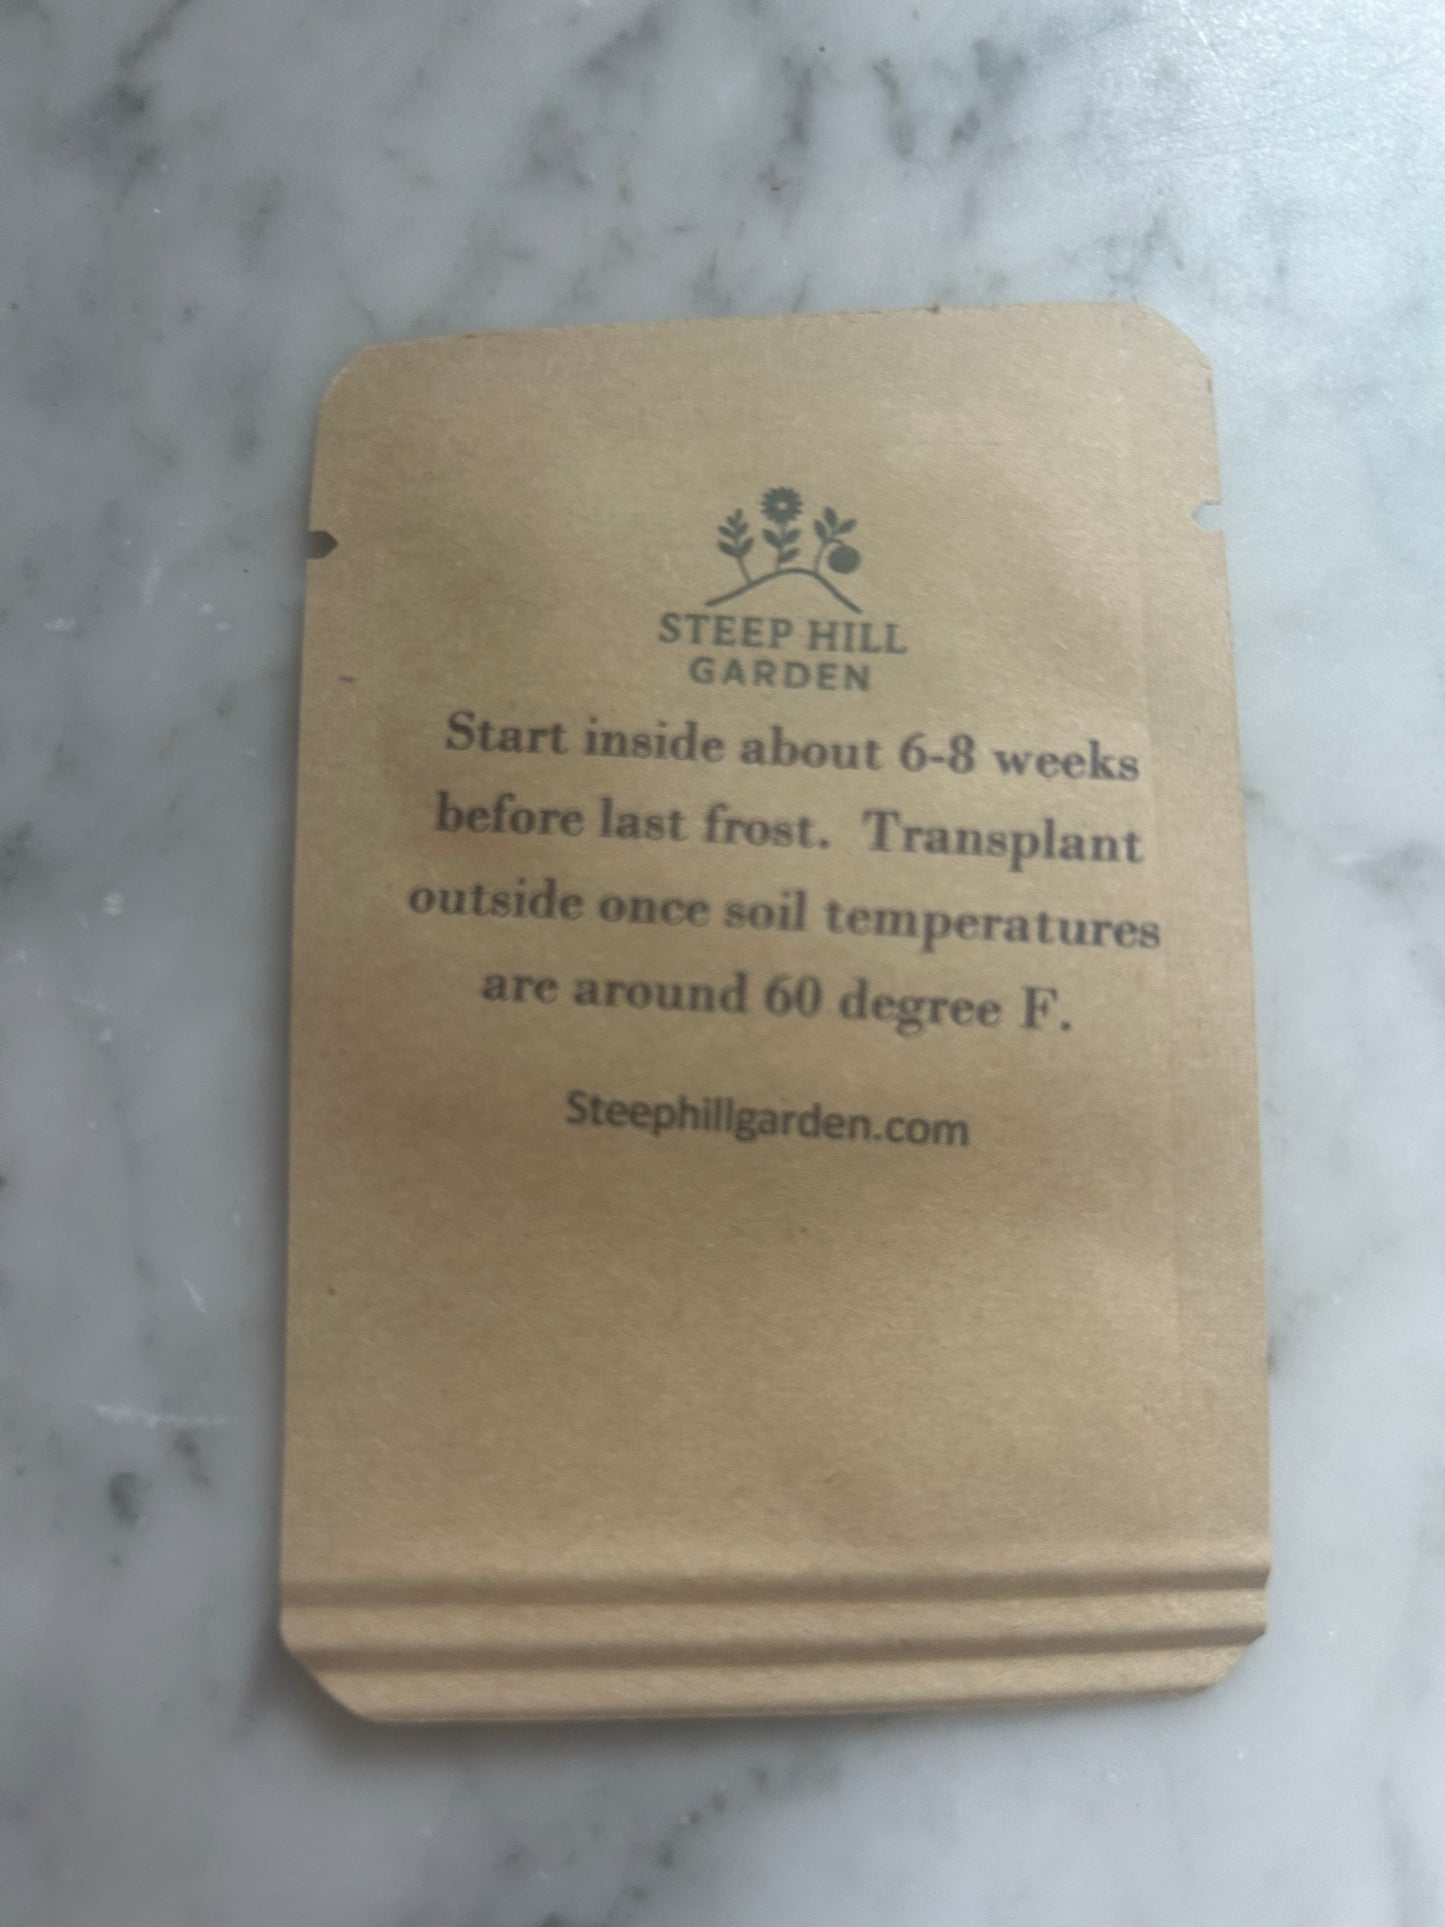 STEEP HILL
GARDEN
Start inside about 6-8 weeks
before last frost.  Transplant
outside once soil temperatures
are around 60 degree F.
Steephillgarden.com